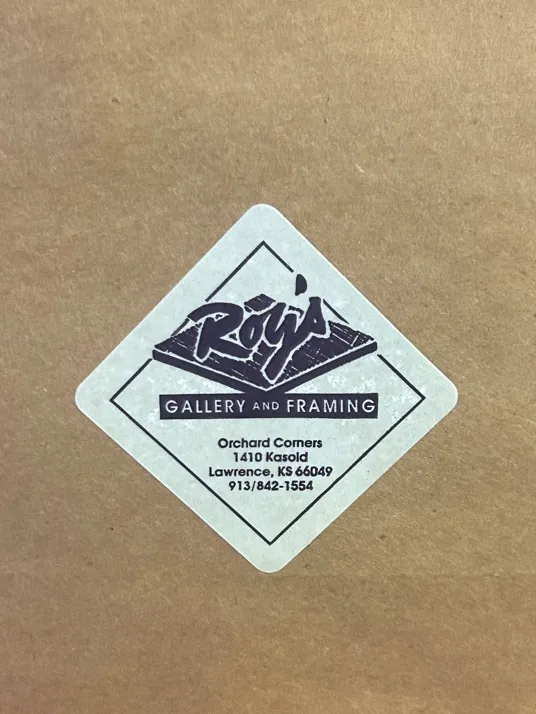 Roy's
GALLERY AND FRAMING
Orchard Corners
1410 Kasold
Lawrence, KS 66049
913/842-1554